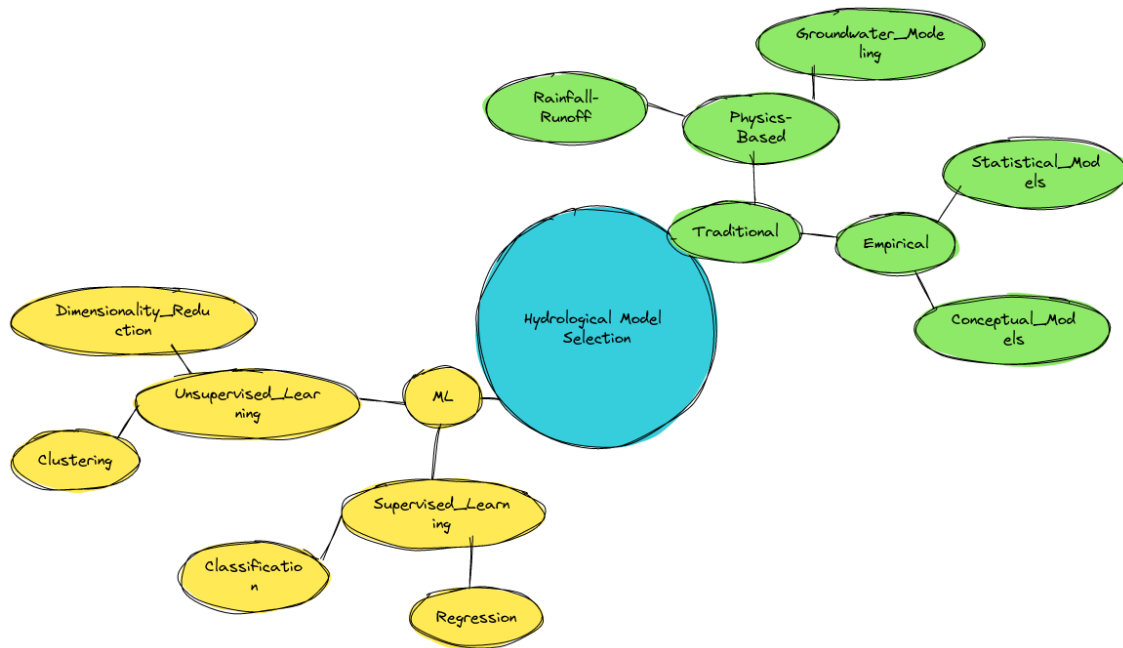 Groundwater_Mode
ling
Rainfall-
Runoff
Physics-
Based
Statistical_Mod
els
Traditional
Empirical
Hydrological Model
Selection
Conceptual_Mod
els
Dimensionality_Redu
ction
Unsupervised_Lear
ning
ML
Clustering
Supervised_Learn
ing
Classificatio
n
Regression